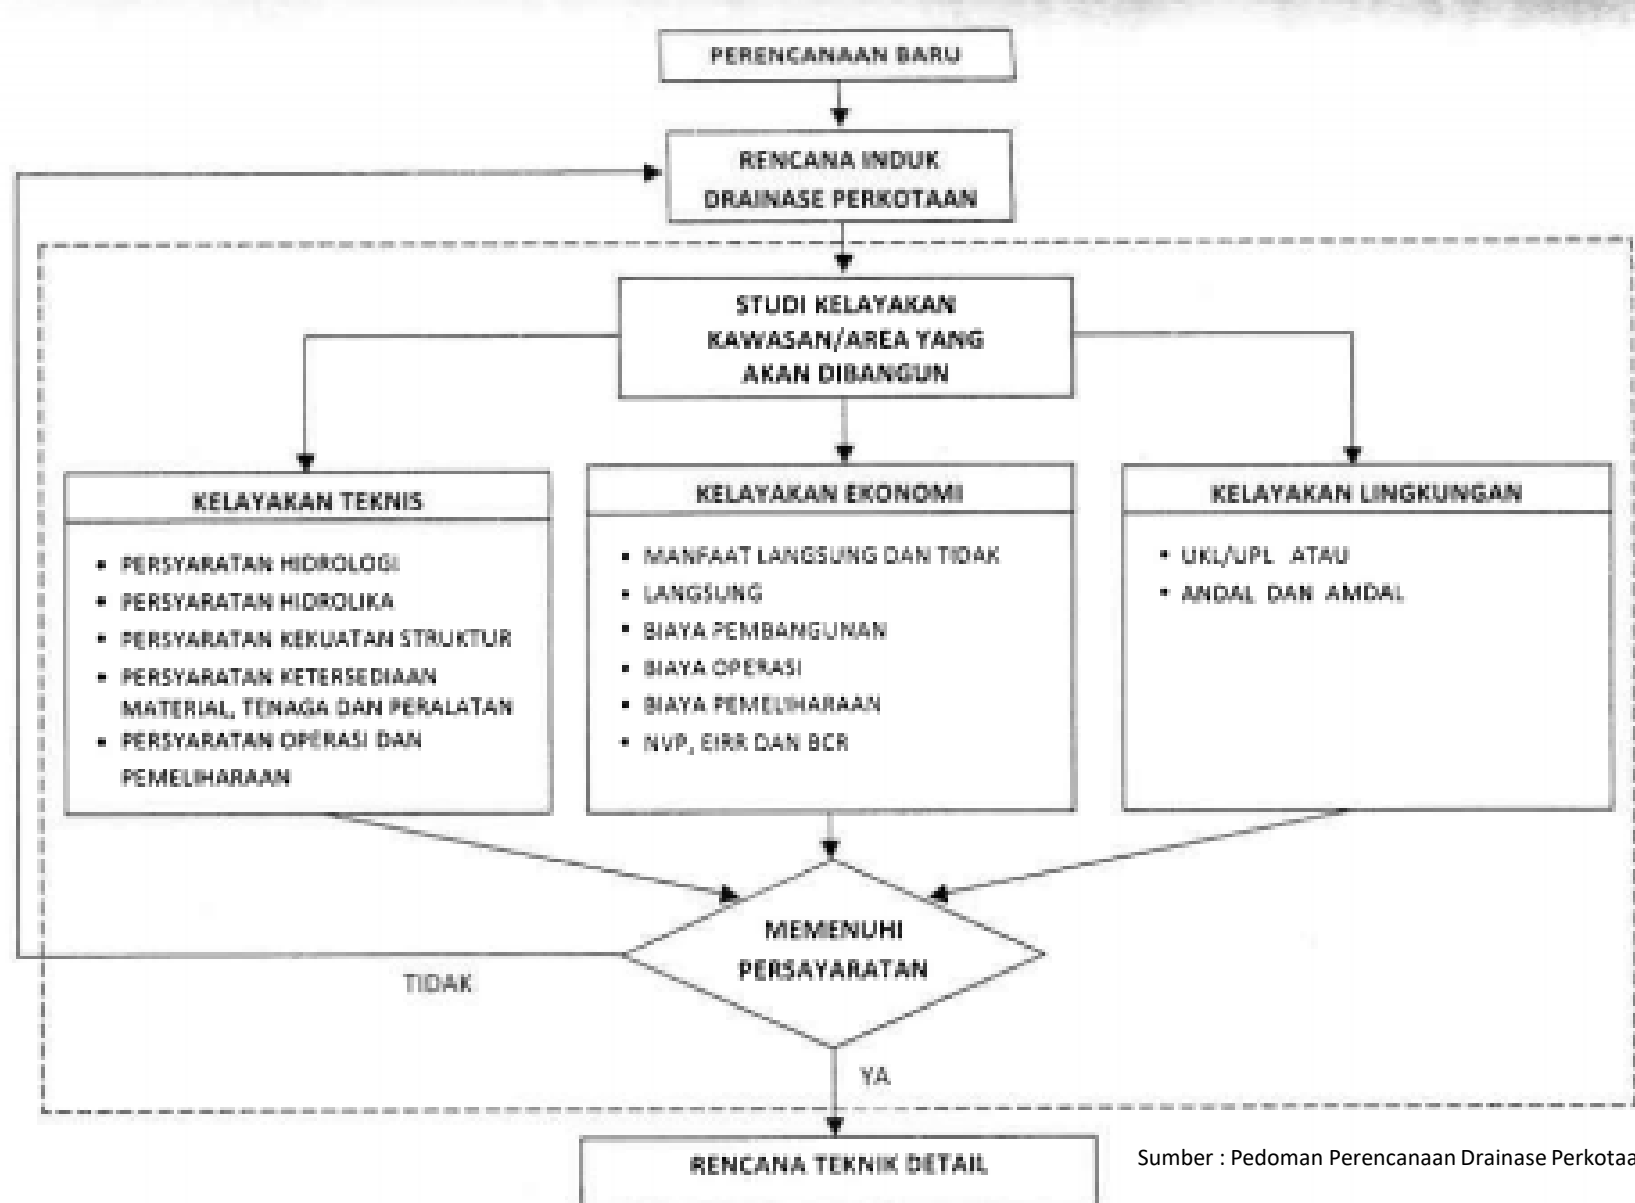 PERENCANAAN BARU
RENCANA INDUK
DRAINASE PERKOTAAN
STUDI KELAYAKAN
KAWASAN/AREA YANG
AKAN DIBANGUN
KELAYAKAN TEKNIS
• PERSYARATAN HIDROLOGI
• PERSYARATAN HIDROLIKA
• PERSYARATAN KEKUATAN STRUKTUR
• PERSYARATAN KETERSEDIAAN
MATERIAL, TENAGA DAN PERALATAN
• PERSYARATAN OPERASI DAN
PEMELIHARAAN
KELAYAKAN EKONOMI
• MANFAAT LANGSUNG DAN TIDAK
• LANGSUNG
• BIAYA PEMBANGUNAN
• BIAYA OPERASI
• BIAYA PEMELIHARAAN
• NVP, EIRR DAN BCR
KELAYAKAN LINGKUNGAN
• UKL/UPL ATAU
• ANDAL DAN AMDAL
MEMENUHI
PERSAYARATAN
TIDAK
YA
RENCANA TEKNIK DETAIL
Sumber : Pedoman Perencanaan Drainase Perkotaa